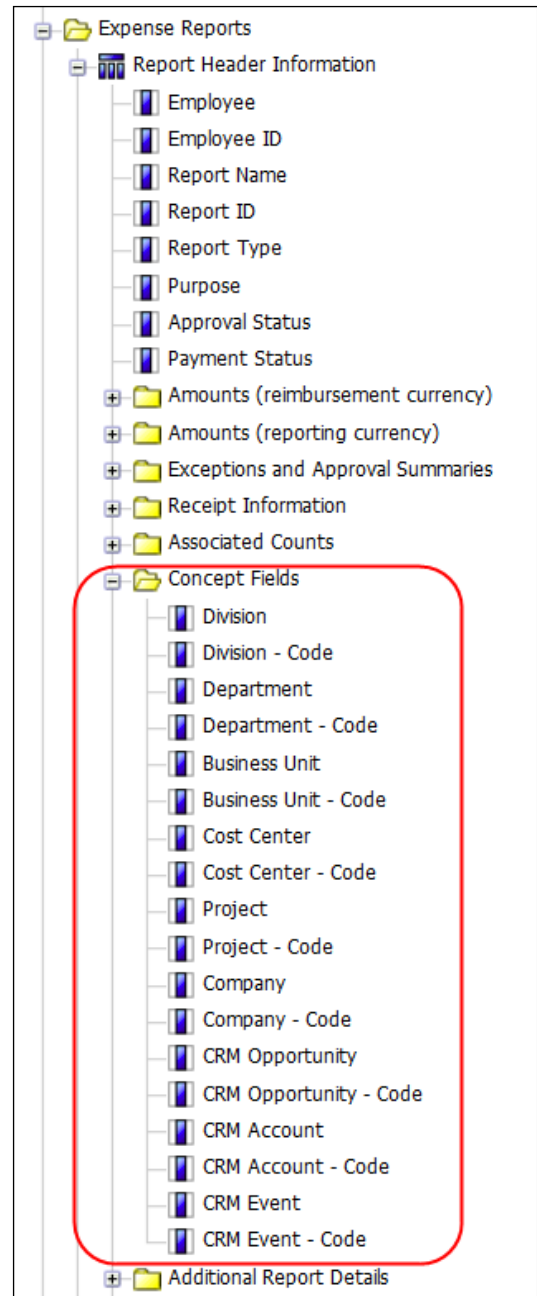 Expense Reports
Report Header Information
Employee
Employee ID
Report Name
Report ID
Report Type
Purpose
Approval Status
Payment Status
Amounts (reimbursement currency)
Amounts (reporting currency)
Exceptions and Approval Summaries
Receipt Information
Associated Counts
Concept Fields
Division
Division - Code
Department
Department - Code
Business Unit
Business Unit - Code
Cost Center
Cost Center - Code
Project
Project - Code
Company
Company - Code
CRM Opportunity
CRM Opportunity - Code
CRM Account
CRM Account - Code
CRM Event
CRM Event - Code
Additional Report Details